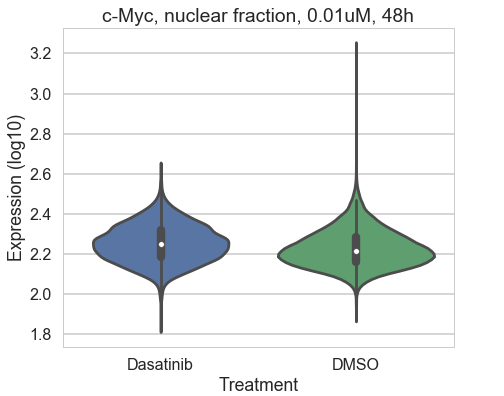 c-Myc, nuclear fraction, 0.01uM, 48h
Expression (log10)
3.2
3.0
2.8
2.6
2.4
2.2
2.0
1.8
Dasatinib DMSO
Treatment